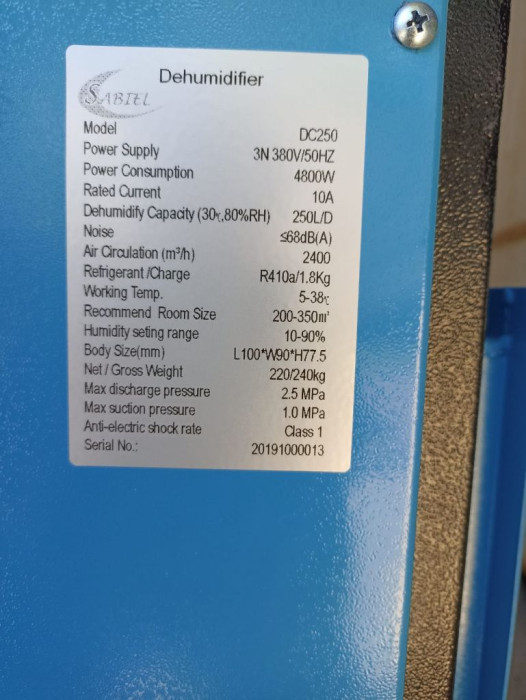 Dehumidifier
SABIEL
Model DC250
Power Supply 3N 380V/50HZ
Power Consumption 4800W
Rated Current 10A
Dehumidify Capacity (30℃,80%RH) 250L/D
Noise ≤68dB(A)
Air Circulation (m³/h) 2400
Refrigerant /Charge R410a/1.8Kg
Working Temp. 5-38℃
Recommend Room Size 200-350m²
Humidity seting range 10-90%
Body Size(mm) L100*W90*H77.5
Net / Gross Weight 220/240kg
Max discharge pressure 2.5 MPa
Max suction pressure 1.0 MPa
Anti-electric shock rate Class 1
Serial No.: 20191000013